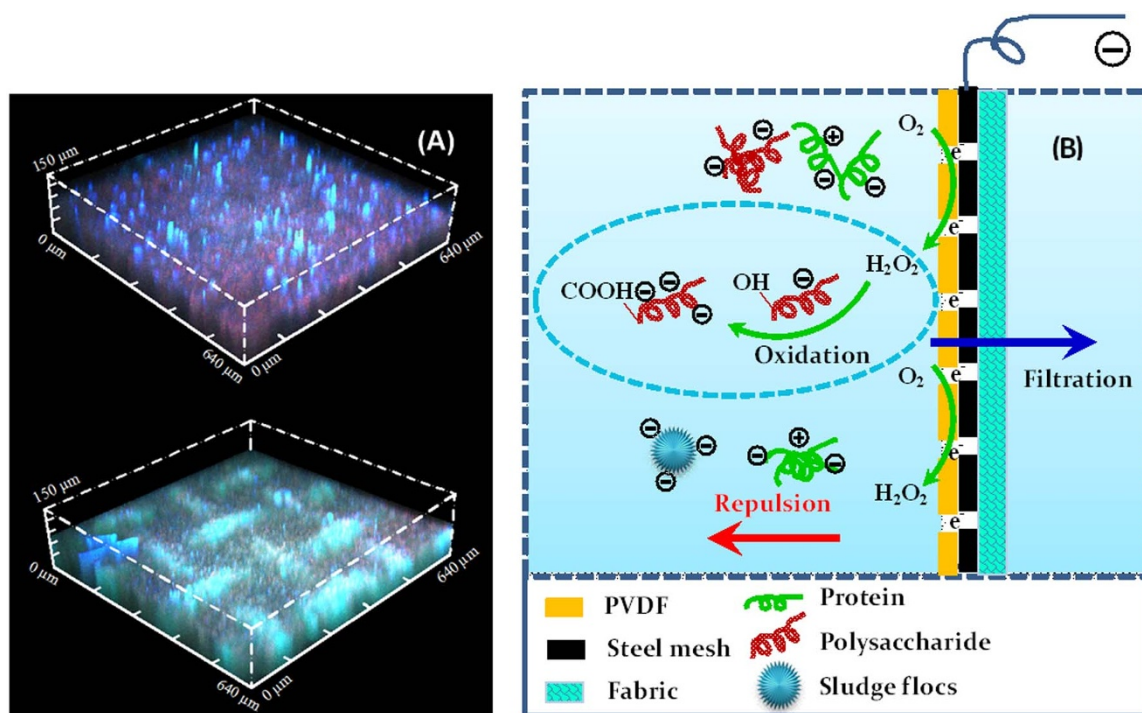 (A)
150 µm
0 µm
640 µm
640 µm
0 µm
150 µm
0 µm
640 µm
640 µm
0 µm
⊖
(B)
⊖ ⊕ O₂
⊖ ⊖ ⊖
e⁻
e⁻
e⁻
H₂O₂
COOH ⊖ ⊖ ⊖ OH ⊖
e⁻
Oxidation
O₂
Filtration
e⁻
⊖ ⊖ ⊖ ⊖ ⊕ ⊖
e⁻
H₂O₂
Repulsion
e⁻
PVDF
Protein
Steel mesh
Polysaccharide
Fabric
Sludge flocs